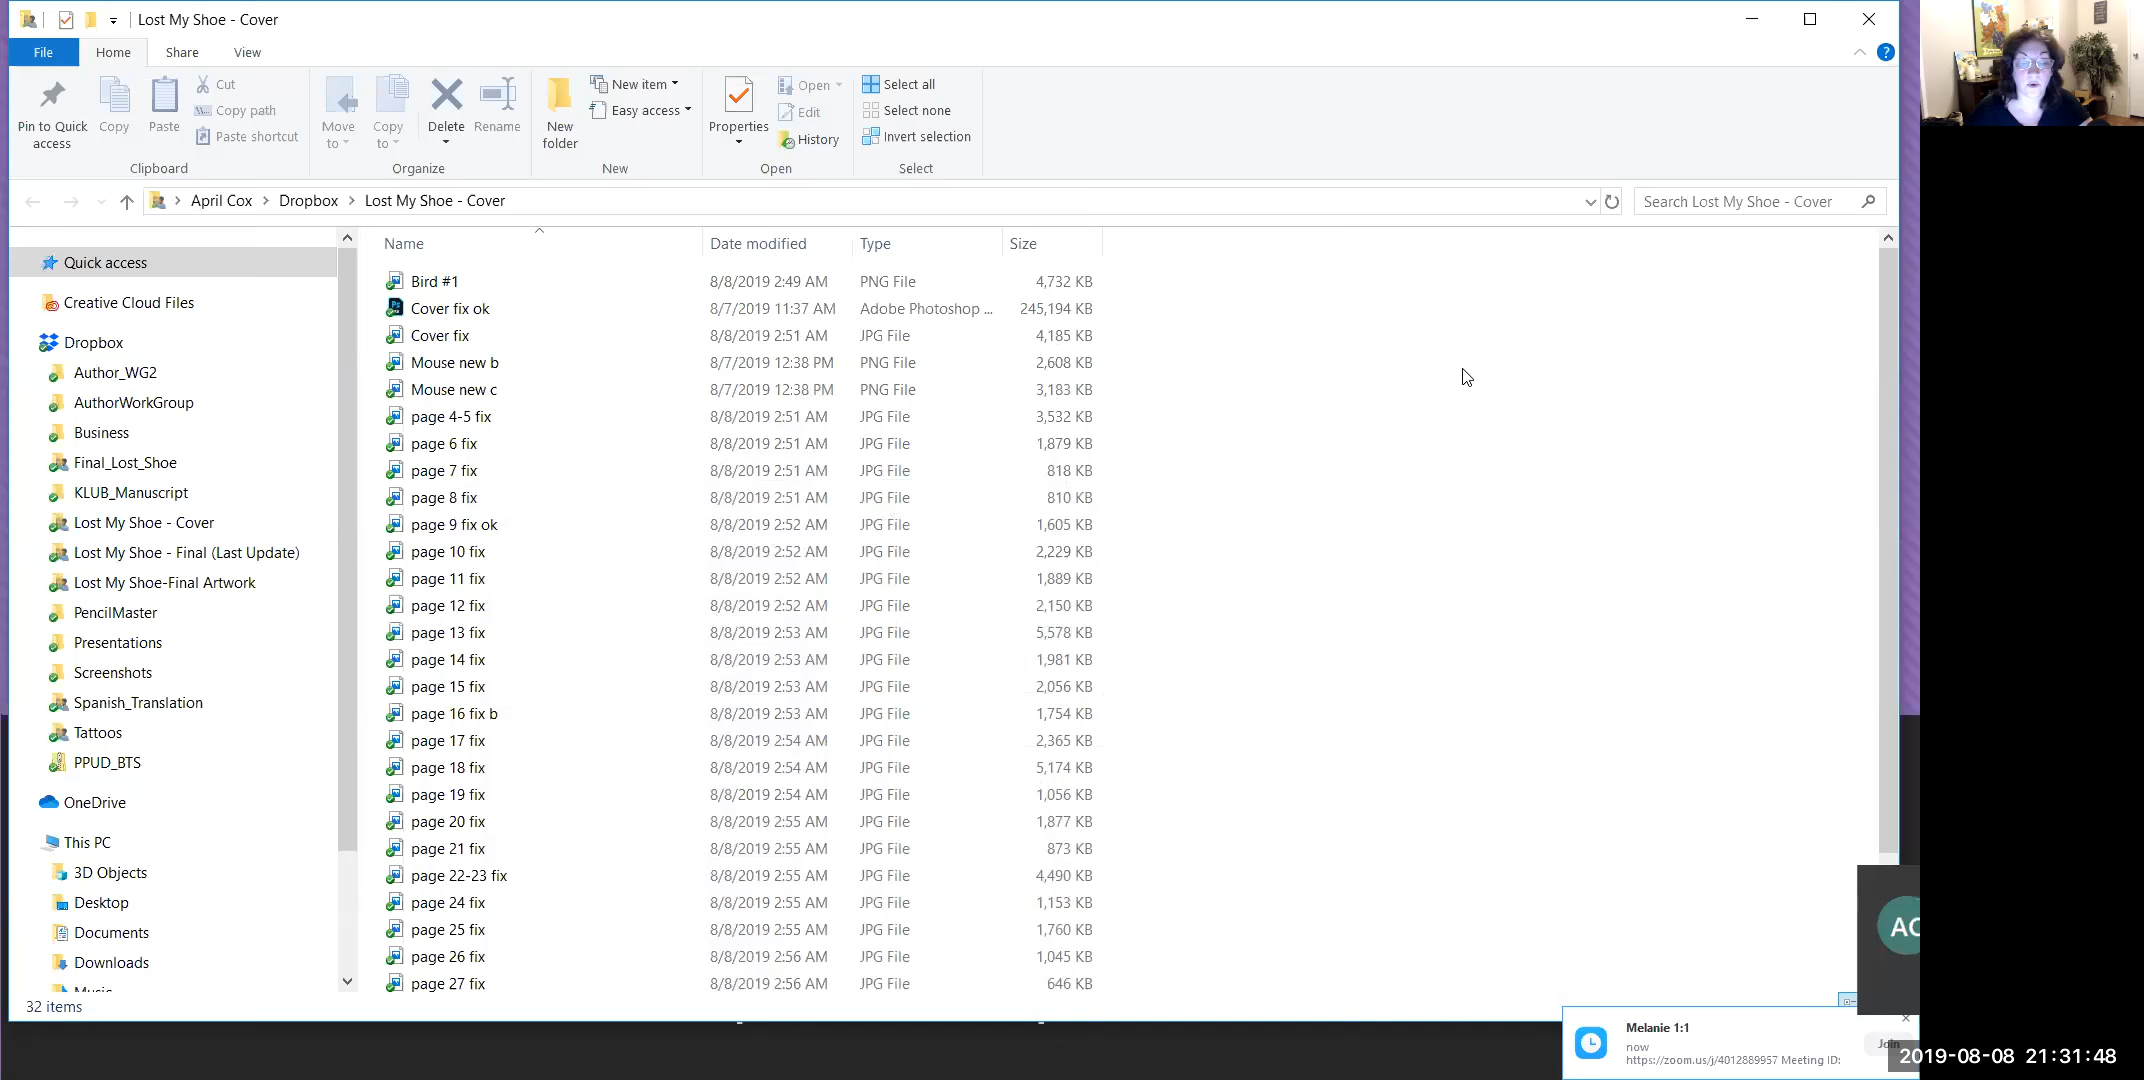 Lost My Shoe - Cover
File Home Share View
Pin to Quick access
Copy
Paste
Cut
Copy path
Paste shortcut
Clipboard
Move to
Copy to
Delete
Rename
Organize
New folder
New item
Easy access
New
Properties
Open
Edit
History
Open
Select all
Select none
Invert selection
Select
April Cox > Dropbox > Lost My Shoe - Cover
Search Lost My Shoe - Cover
Quick access
Creative Cloud Files
Dropbox
Author_WG2
AuthorWorkGroup
Business
Final_Lost_Shoe
KLUB_Manuscript
Lost My Shoe - Cover
Lost My Shoe - Final (Last Update)
Lost My Shoe-Final Artwork
PencilMaster
Presentations
Screenshots
Spanish_Translation
Tattoos
PPUD_BTS
OneDrive
This PC
3D Objects
Desktop
Documents
Downloads
Music
Name Date modified Type Size
Bird #1 8/8/2019 2:49 AM PNG File 4,732 KB
Cover fix ok 8/7/2019 11:37 AM Adobe Photoshop ... 245,194 KB
Cover fix 8/8/2019 2:51 AM JPG File 4,185 KB
Mouse new b 8/7/2019 12:38 PM PNG File 2,608 KB
Mouse new c 8/7/2019 12:38 PM PNG File 3,183 KB
page 4-5 fix 8/8/2019 2:51 AM JPG File 3,532 KB
page 6 fix 8/8/2019 2:51 AM JPG File 1,879 KB
page 7 fix 8/8/2019 2:51 AM JPG File 818 KB
page 8 fix 8/8/2019 2:51 AM JPG File 810 KB
page 9 fix ok 8/8/2019 2:52 AM JPG File 1,605 KB
page 10 fix 8/8/2019 2:52 AM JPG File 2,229 KB
page 11 fix 8/8/2019 2:52 AM JPG File 1,889 KB
page 12 fix 8/8/2019 2:52 AM JPG File 2,150 KB
page 13 fix 8/8/2019 2:53 AM JPG File 5,578 KB
page 14 fix 8/8/2019 2:53 AM JPG File 1,981 KB
page 15 fix 8/8/2019 2:53 AM JPG File 2,056 KB
page 16 fix b 8/8/2019 2:53 AM JPG File 1,754 KB
page 17 fix 8/8/2019 2:54 AM JPG File 2,365 KB
page 18 fix 8/8/2019 2:54 AM JPG File 5,174 KB
page 19 fix 8/8/2019 2:54 AM JPG File 1,056 KB
page 20 fix 8/8/2019 2:55 AM JPG File 1,877 KB
page 21 fix 8/8/2019 2:55 AM JPG File 873 KB
page 22-23 fix 8/8/2019 2:55 AM JPG File 4,490 KB
page 24 fix 8/8/2019 2:55 AM JPG File 1,153 KB
page 25 fix 8/8/2019 2:55 AM JPG File 1,760 KB
page 26 fix 8/8/2019 2:56 AM JPG File 1,045 KB
page 27 fix 8/8/2019 2:56 AM JPG File 646 KB
32 items
AC
Melanie 1:1
now
https://zoom.us/j/4012889957 Meeting ID:
Join
2019-08-08 21:31:48